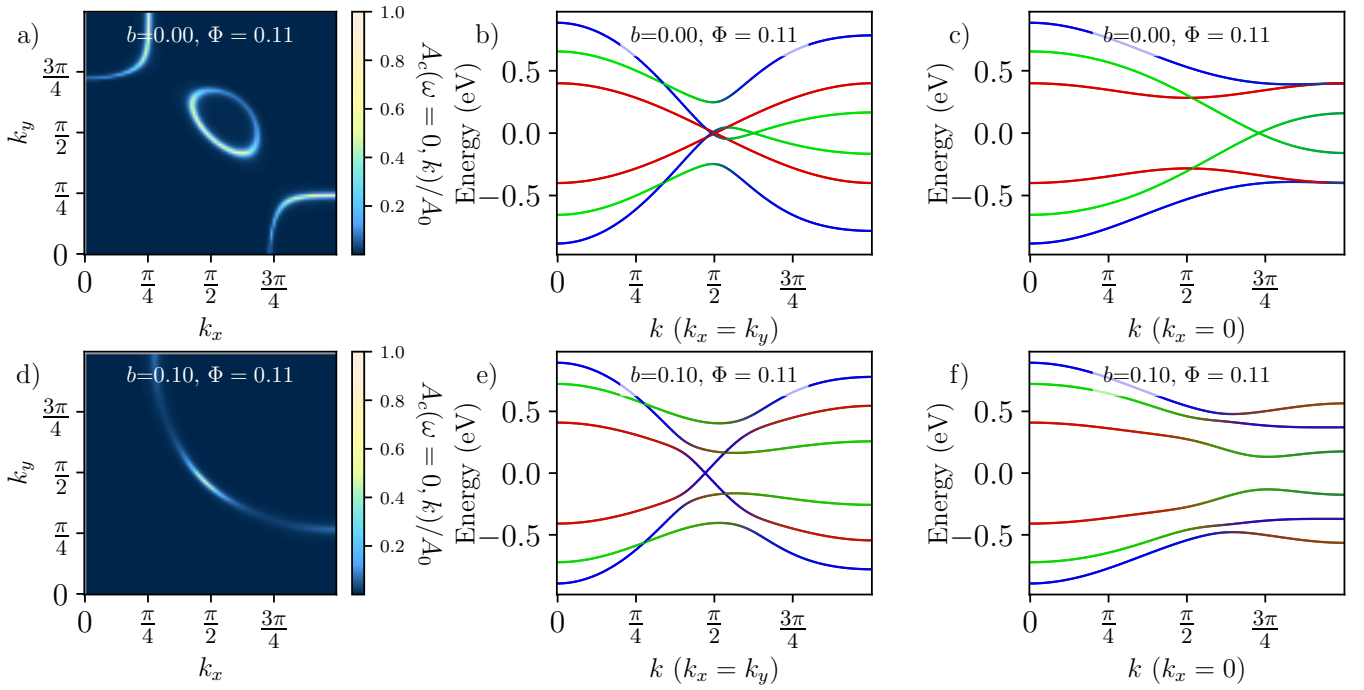 a)
b=0.00, Φ = 0.11
3π/4
π/2
π/4
0
k_y
0 π/4 π/2 3π/4
k_x
1.0
0.8
0.6
0.4
0.2
A_c(ω = 0, k)/A_0
b)
b=0.00, Φ = 0.11
0.5
0.0
−0.5
Energy (eV)
0 π/4 π/2 3π/4
k (k_x = k_y)
c)
b=0.00, Φ = 0.11
0.5
0.0
−0.5
Energy (eV)
0 π/4 π/2 3π/4
k (k_x = 0)
d)
b=0.10, Φ = 0.11
3π/4
π/2
π/4
0
k_y
0 π/4 π/2 3π/4
k_x
1.0
0.8
0.6
0.4
0.2
A_c(ω = 0, k)/A_0
e)
b=0.10, Φ = 0.11
0.5
0.0
−0.5
Energy (eV)
0 π/4 π/2 3π/4
k (k_x = k_y)
f)
b=0.10, Φ = 0.11
0.5
0.0
−0.5
Energy (eV)
0 π/4 π/2 3π/4
k (k_x = 0)